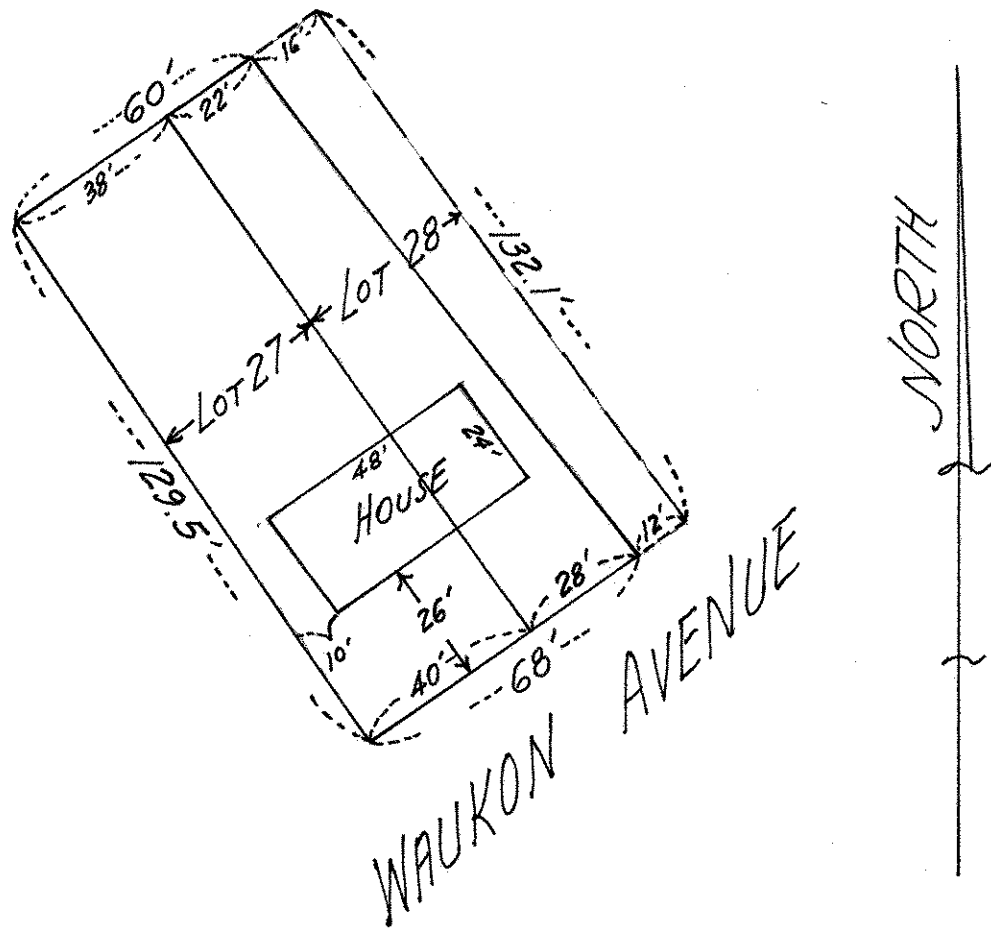 16'
60'
22'
38'
LOT 28
132.1'
LOT 27
NORTH
129.5'
48'
24'
HOUSE
12'
28'
26'
10'
40'
68'
WAUKON AVENUE